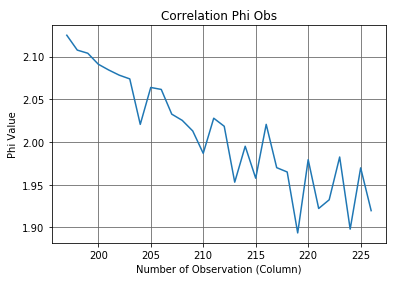 Correlation Phi Obs
Phi Value
2.10
2.05
2.00
1.95
1.90
200 205 210 215 220 225
Number of Observation (Column)